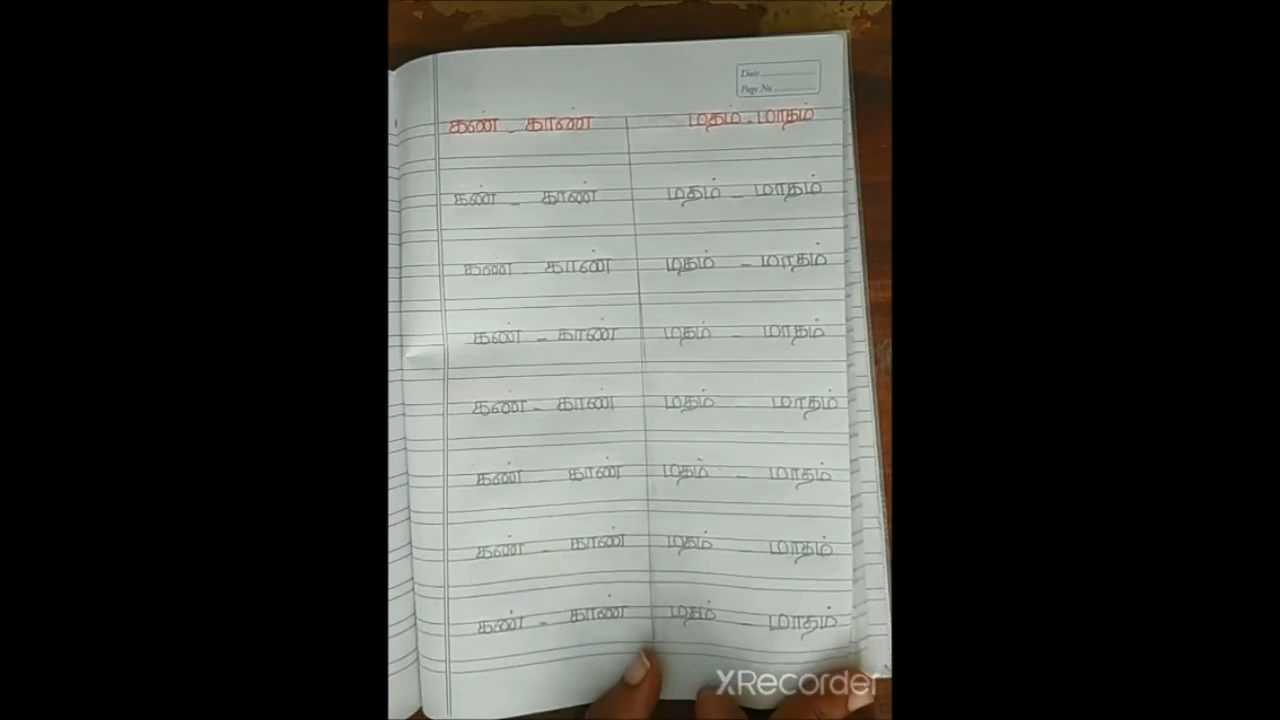 Date
Page No
கண் - காண் மதம் - மாதம்
கண் - காண் மதம் - மாதம்
கண் - காண் மதம் - மாதம்
கண் - காண் மதம் - மாதம்
கண் - காண் மதம் மாதம்
கண் - காண் மதம் - மாதம்
கண் - காண் மதம் - மாதம்
கண் - காண் மதம் - மாதம்
XRecorder